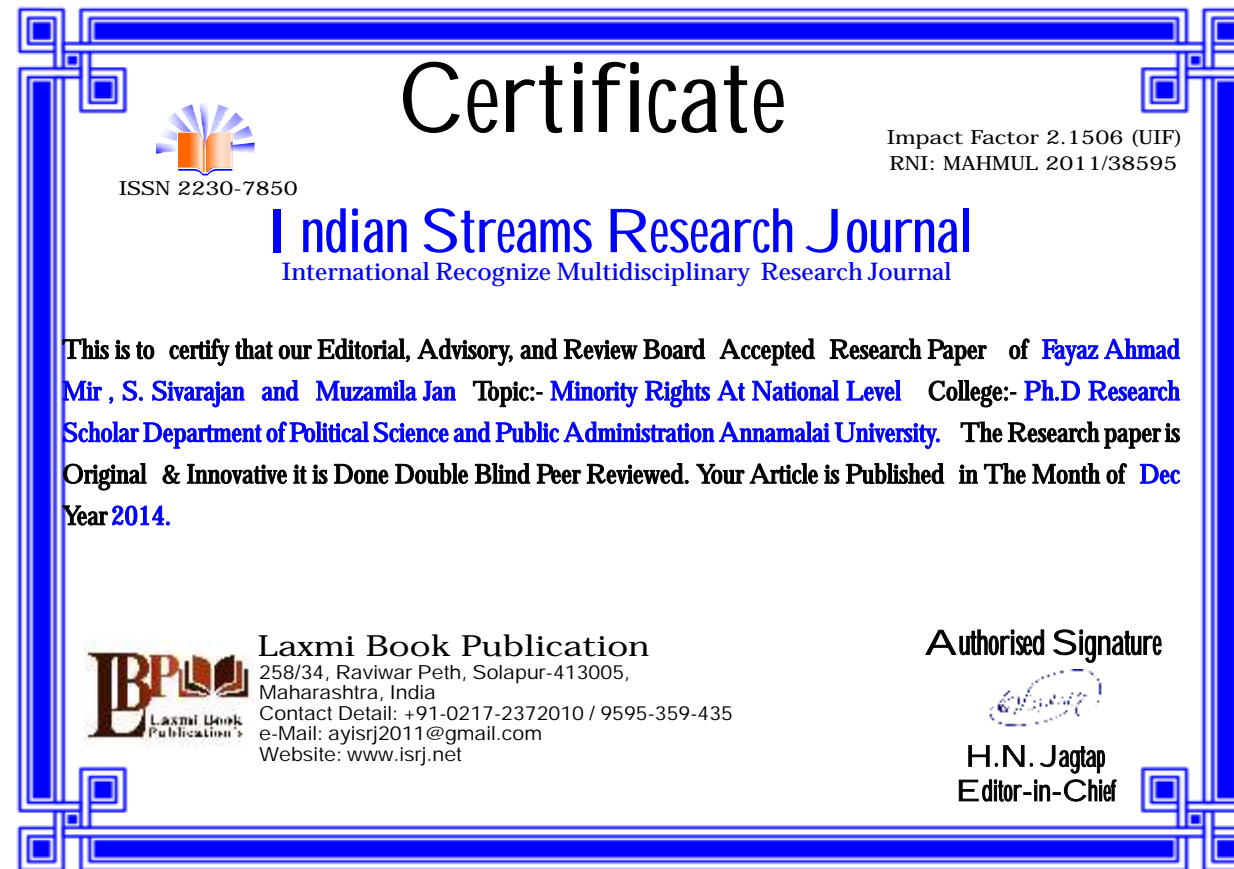 Certificate
Impact Factor 2.1506 (UIF)
RNI: MAHMUL 2011/38595
ISSN 2230-7850
Indian Streams Research Journal
International Recognize Multidisciplinary Research Journal
This is to certify that our Editorial, Advisory, and Review Board Accepted Research Paper of Fayaz Ahmad
Mir , S. Sivarajan and Muzamila Jan Topic:- Minority Rights At National Level College:- Ph.D Research
Scholar Department of Political Science and Public Administration Annamalai University. The Research paper is
Original & Innovative it is Done Double Blind Peer Reviewed. Your Article is Published in The Month of Dec
Year 2014.
LBP
Laxmi Book
Publication's
Laxmi Book Publication
258/34, Raviwar Peth, Solapur-413005,
Maharashtra, India
Contact Detail: +91-0217-2372010 / 9595-359-435
e-Mail: ayisrj2011@gmail.com
Website: www.isrj.net
Authorised Signature
H.N. Jagtap
Editor-in-Chief